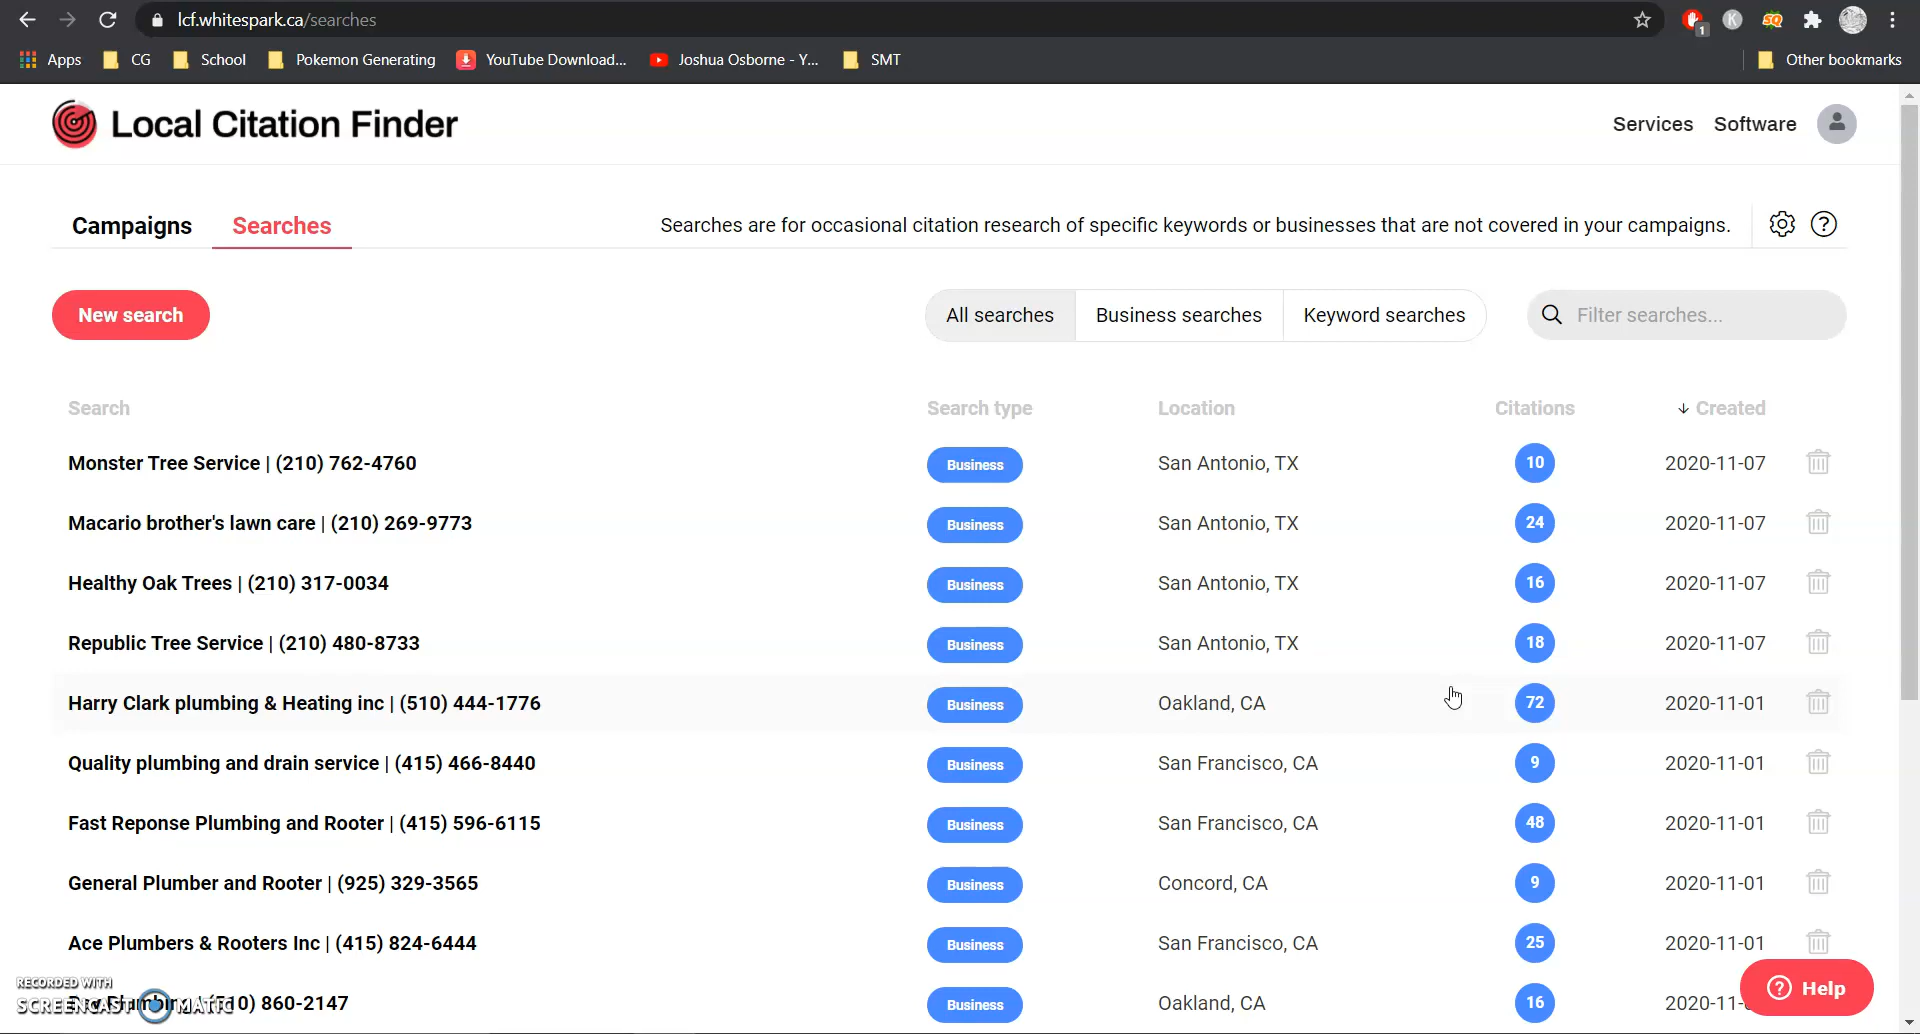 lcf.whitespark.ca/searches
1
K
SQ
Apps
CG
School
Pokemon Generating
YouTube Download...
Joshua Osborne - Y...
SMT
Other bookmarks
Local Citation Finder
Services
Software
Campaigns
Searches
Searches are for occasional citation research of specific keywords or businesses that are not covered in your campaigns.
New search
All searches
Business searches
Keyword searches
Filter searches...
Search Search type Location Citations Created
Monster Tree Service | (210) 762-4760 Business San Antonio, TX 10 2020-11-07
Macario brother's lawn care | (210) 269-9773 Business San Antonio, TX 24 2020-11-07
Healthy Oak Trees | (210) 317-0034 Business San Antonio, TX 16 2020-11-07
Republic Tree Service | (210) 480-8733 Business San Antonio, TX 18 2020-11-07
Harry Clark plumbing & Heating inc | (510) 444-1776 Business Oakland, CA 72 2020-11-01
Quality plumbing and drain service | (415) 466-8440 Business San Francisco, CA 9 2020-11-01
Fast Reponse Plumbing and Rooter | (415) 596-6115 Business San Francisco, CA 48 2020-11-01
General Plumber and Rooter | (925) 329-3565 Business Concord, CA 9 2020-11-01
Ace Plumbers & Rooters Inc | (415) 824-6444 Business San Francisco, CA 25 2020-11-01
860-2147 Business Oakland, CA 16 2020-11-
RECORDED WITH
SCREENCAST MATIC
Help